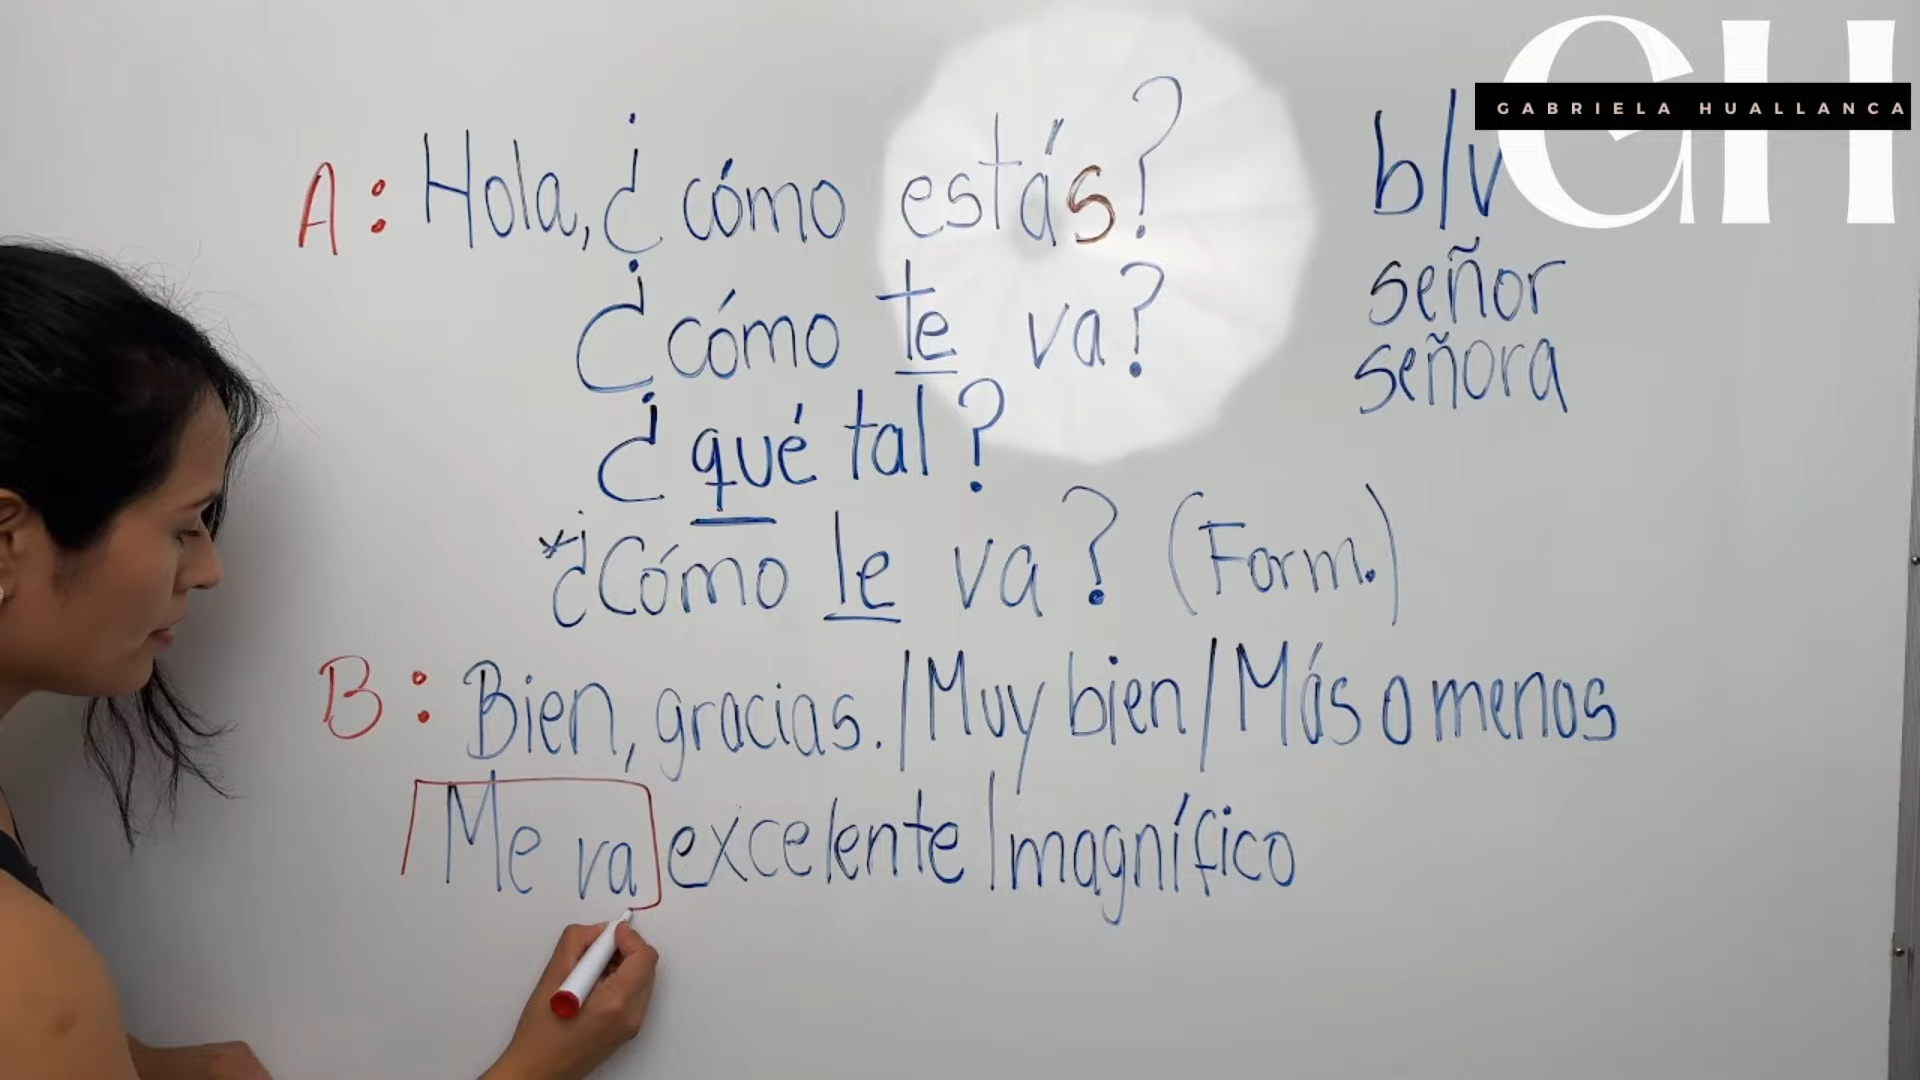 GABRIELA HUALLANCA
GH
A: Hola, ¿cómo estás?
¿cómo te va?
¿qué tal?
*¿Cómo le va? (Form.)
B: Bien, gracias. / Muy bien / Más o menos
Me va excelente / magnífico
b/v
señor
señora